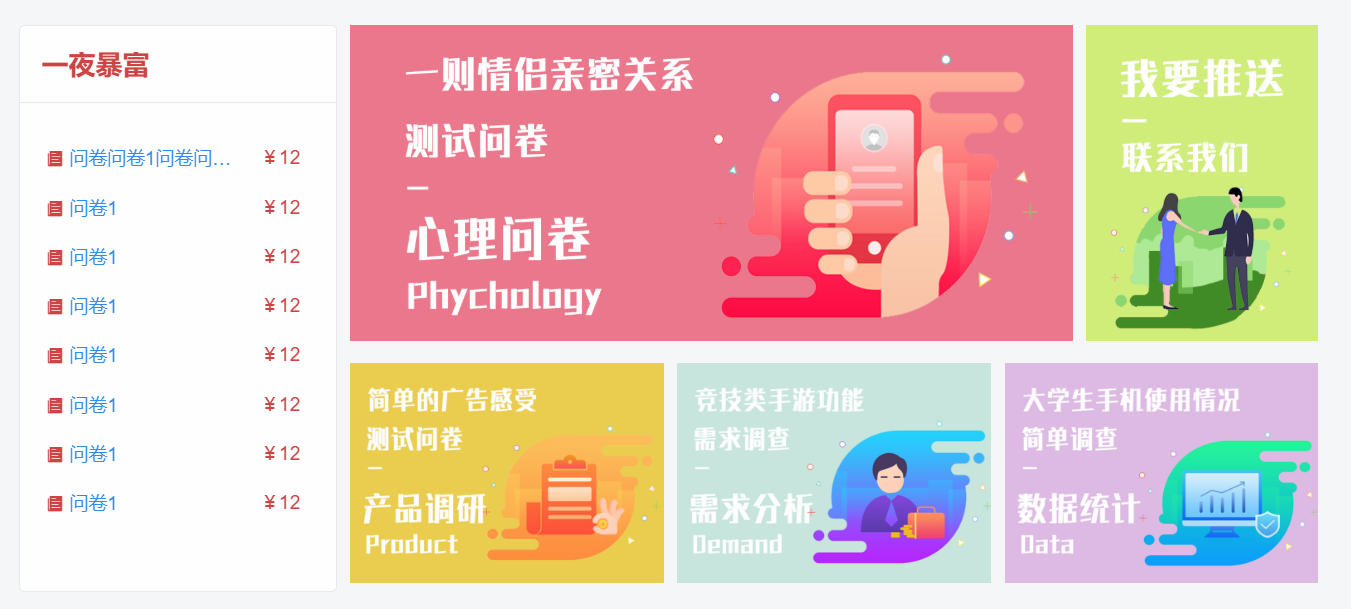 一夜暴富
问卷问卷1问卷问... ¥ 12
问卷1 ¥ 12
问卷1 ¥ 12
问卷1 ¥ 12
问卷1 ¥ 12
问卷1 ¥ 12
问卷1 ¥ 12
问卷1 ¥ 12
一则情侣亲密关系
测试问卷
心理问卷
Phychology
我要推送
联系我们
简单的广告感受
测试问卷
产品调研
Product
竞技类手游功能
需求调查
需求分析
Demand
大学生手机使用情况
简单调查
数据统计
Data